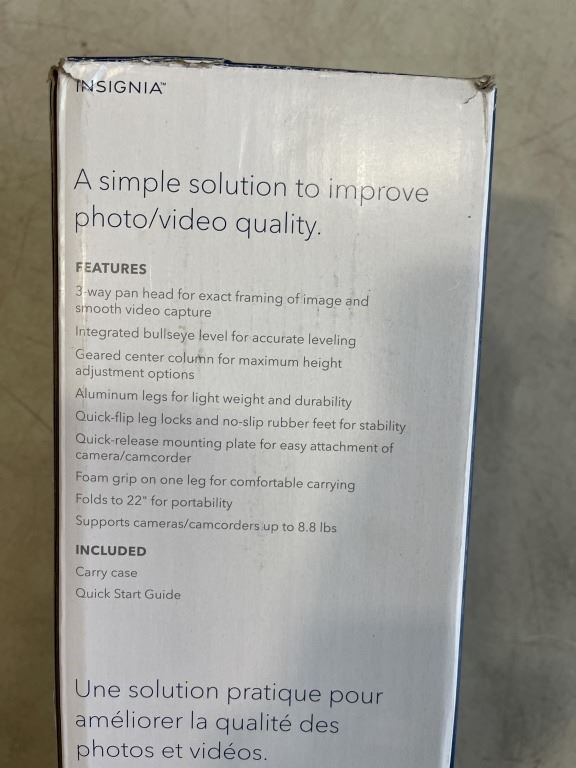 INSIGNIA™
A simple solution to improve
photo/video quality.
FEATURES
3-way pan head for exact framing of image and
smooth video capture
Integrated bullseye level for accurate leveling
Geared center column for maximum height
adjustment options
Aluminum legs for light weight and durability
Quick-flip leg locks and no-slip rubber feet for stability
Quick-release mounting plate for easy attachment of
camera/camcorder
Foam grip on one leg for comfortable carrying
Folds to 22" for portability
Supports cameras/camcorders up to 8.8 lbs
INCLUDED
Carry case
Quick Start Guide
Une solution pratique pour
améliorer la qualité des
photos et vidéos.